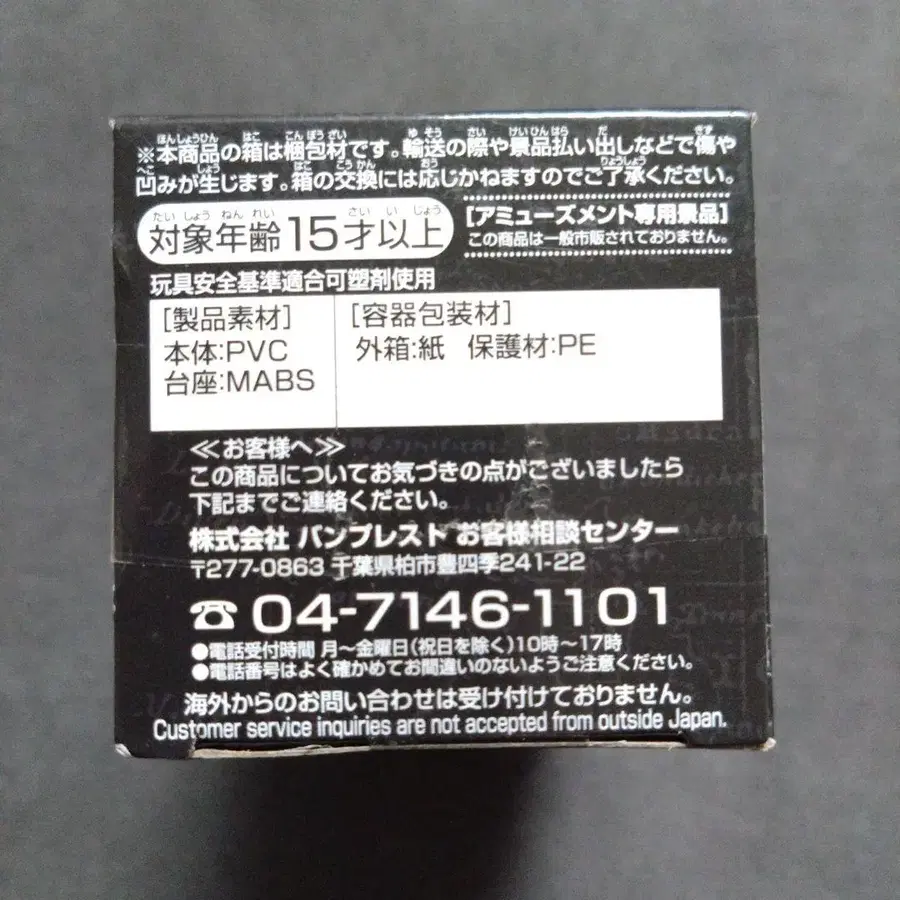 ※本商品の箱は梱包材です。輸送の際や景品払い出しなどで傷や
凹みが生じます。箱の交換には応じかねますのでご了承ください。
対象年齢15才以上
[アミューズメント専用景品]
この商品は一般市販されておりません。
玩具安全基準適合可塑剤使用
[製品素材]
本体:PVC
台座:MABS
[容器包装材]
外箱:紙 保護材:PE
≪お客様へ≫
この商品についてお気づきの点がございましたら
下記までご連絡ください。
株式会社 バンプレスト お客様相談センター
〒277-0863 千葉県柏市豊四季241-22
☎04-7146-1101
●電話受付時間 月〜金曜日(祝日を除く)10時〜17時
●電話番号はよく確かめてお間違いのないようご注意ください。
海外からのお問い合わせは受け付けておりません。
Customer service inquiries are not accepted from outside Japan.